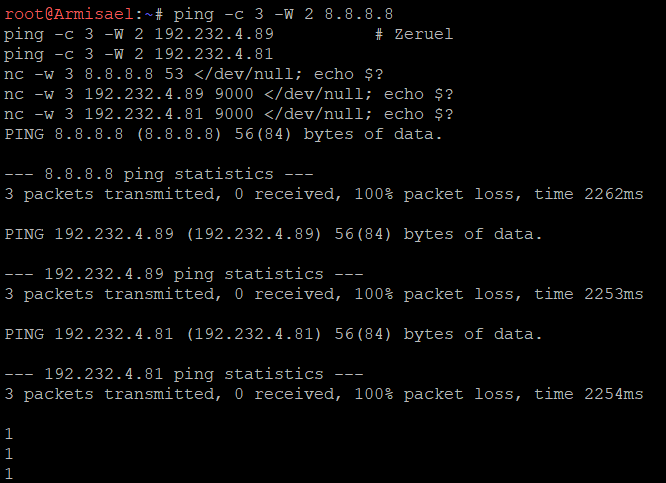 root@Armisael:~# ping -c 3 -W 2 8.8.8.8
ping -c 3 -W 2 192.232.4.89          # Zeruel
ping -c 3 -W 2 192.232.4.81
nc -w 3 8.8.8.8 53 </dev/null; echo $?
nc -w 3 192.232.4.89 9000 </dev/null; echo $?
nc -w 3 192.232.4.81 9000 </dev/null; echo $?
PING 8.8.8.8 (8.8.8.8) 56(84) bytes of data.

--- 8.8.8.8 ping statistics ---
3 packets transmitted, 0 received, 100% packet loss, time 2262ms

PING 192.232.4.89 (192.232.4.89) 56(84) bytes of data.

--- 192.232.4.89 ping statistics ---
3 packets transmitted, 0 received, 100% packet loss, time 2253ms

PING 192.232.4.81 (192.232.4.81) 56(84) bytes of data.

--- 192.232.4.81 ping statistics ---
3 packets transmitted, 0 received, 100% packet loss, time 2254ms

1
1
1